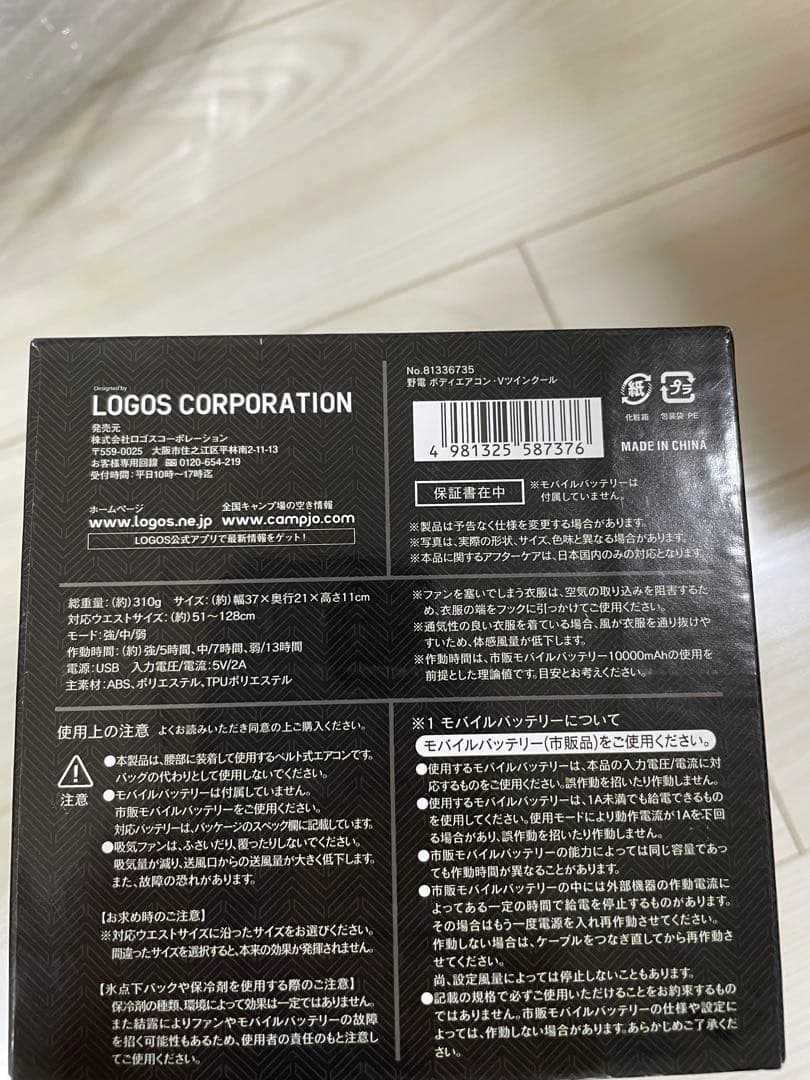 Designed by
LOGOS CORPORATION
発売元
株式会社ロゴスコーポレーション
〒559-0025 大阪市住之江区平林南2-11-13
お客様専用回線 0120-654-219
受付時間:平日10時〜17時迄
ホームページ
www.logos.ne.jp
全国キャンプ場の空き情報
www.campjo.com
LOGOS公式アプリで最新情報をゲット!
No.81336735
野電 ボディエアコン・Vツインクール
4 981325 587376
紙
化粧箱
プラ
包装袋 PE
MADE IN CHINA
保証書在中
※モバイルバッテリーは
付属していません。
※製品は予告なく仕様を変更する場合があります。
※写真は、実際の形状、サイズ、色味と異なる場合があります。
※本品に関するアフターケアは、日本国内のみの対応となります。
総重量:(約)310g サイズ:(約)幅37×奥行21×高さ11cm
対応ウエストサイズ:(約)51〜128cm
モード:強/中/弱
作動時間:(約)強/5時間、中/7時間、弱/13時間
電源:USB 入力電圧/電流:5V/2A
主素材:ABS、ポリエステル、TPUポリエステル
※ファンを塞いでしまう衣服は、空気の取り込みを阻害するた
め、衣服の端をフックに引っかけてご使用ください。
※通気性の良い衣服を着ている場合、風が衣服を通り抜けや
すいため、体感風量が低下します。
※作動時間は、市販モバイルバッテリー10000mAhの使用を
前提とした理論値です。目安とお考えください。
使用上の注意 よくお読みいただき同意の上ご購入ください。
注意
●本製品は、腰部に装着して使用するベルト式エアコンです。
バッグの代わりとして使用しないでください。
●モバイルバッテリーは付属していません。
市販モバイルバッテリーをご使用ください。
対応バッテリーは、パッケージのスペック欄に記載しています。
●吸気ファンは、ふさいだり、覆ったりしないでください。
吸気量が減り、送風口からの送風量が大きく低下します。
また、故障の恐れがあります。
【お求め時のご注意】
※対応ウエストサイズに沿ったサイズをお選びください。
間違ったサイズを選択すると、本来の効果が発揮されません。
【氷点下パックや保冷剤を使用する際のご注意】
保冷剤の種類、環境によって効果は一定ではありません。
また結露によりファンやモバイルバッテリーの故障
を招く可能性もあるため、使用者の責任のもと注意し
てご使用ください。
※1 モバイルバッテリーについて
モバイルバッテリー(市販品)をご使用ください。
●使用するモバイルバッテリーは、本品の入力電圧/電流に対
応するものをご使用ください。誤作動を招いたり作動しません。
●使用するモバイルバッテリーは、1A未満でも給電できるもの
を使用してください。使用モードにより動作電流が1Aを下回
る場合があり、誤作動を招いたり作動しません。
●市販モバイルバッテリーの能力によっては同じ容量であっ
ても作動時間が異なることがあります。
●市販モバイルバッテリーの中には外部機器の作動電流に
よってある一定の時間で給電を停止するものがあります。
その場合はもう一度電源を入れ再作動させてください。
作動しない場合は、ケーブルをつなぎ直してから再作動さ
せてください。
尚、設定風量によっては停止しないこともあります。
●記載の規格で必ずご使用いただけることをお約束するもの
ではありません。市販モバイルバッテリーの仕様や設定に
よっては、作動しない場合があります。あらかじめご了承くだ
さい。